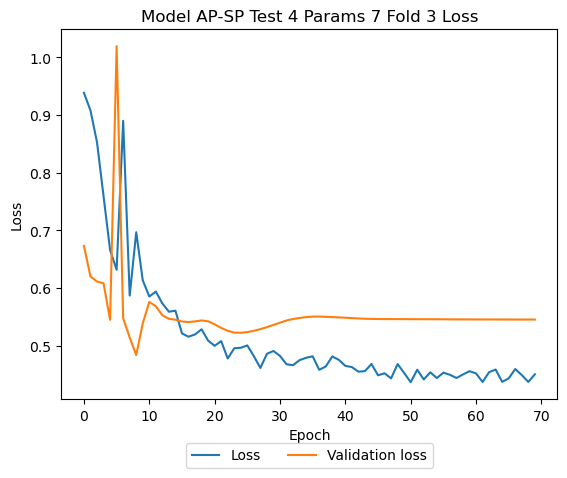 Model AP-SP Test 4 Params 7 Fold 3 Loss
Loss
1.0
0.9
0.8
0.7
0.6
0.5
0 10 20 30 40 50 60 70
Epoch
Loss Validation loss